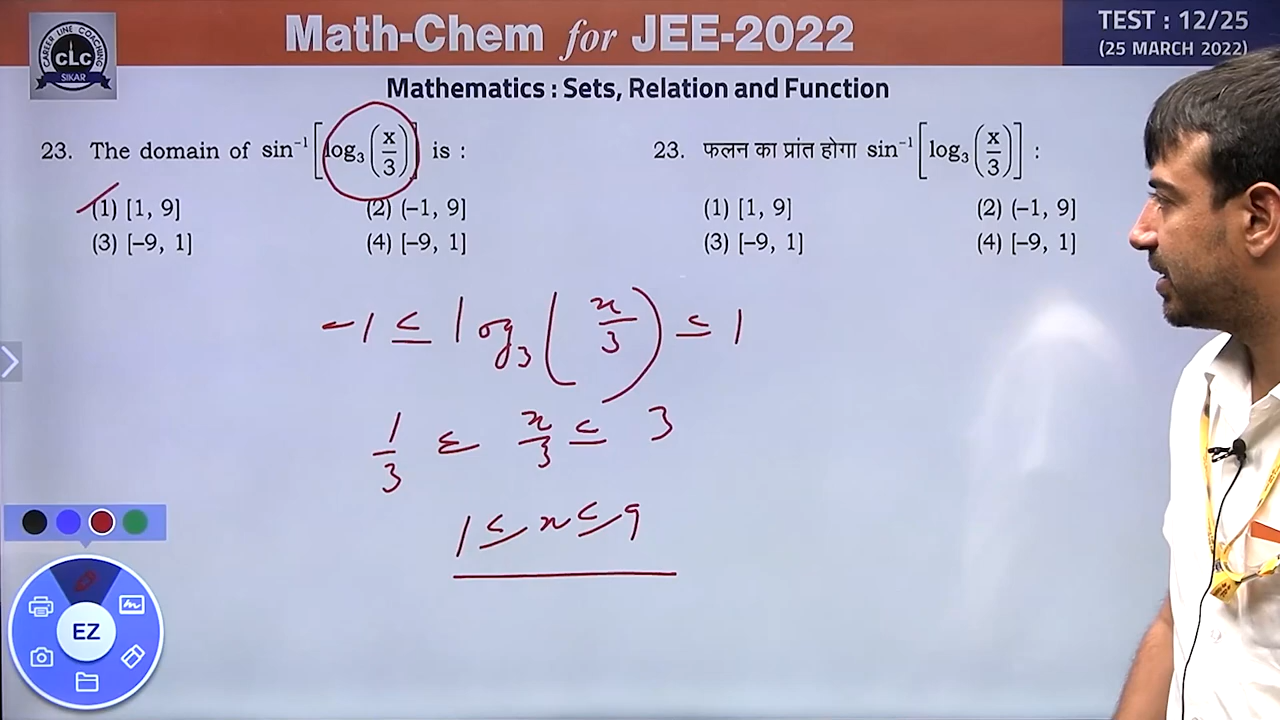 CAREER LINE COACHING
CLC
SIKAR
Math-Chem for JEE-2022
TEST : 12/25
(25 MARCH 2022)
Mathematics : Sets, Relation and Function
23. The domain of sin⁻¹[log₃(x/3)] is :
(1) [1, 9] (2) (–1, 9]
(3) [–9, 1) (4) [–9, 1]
23. फलन का प्रांत होगा sin⁻¹[log₃(x/3)] :
(1) [1, 9] (2) (–1, 9]
(3) [–9, 1) (4) [–9, 1]
-1 ≤ log₃(x/3) ≤ 1
1/3 ≤ x/3 ≤ 3
1 ≤ x ≤ 9
EZ